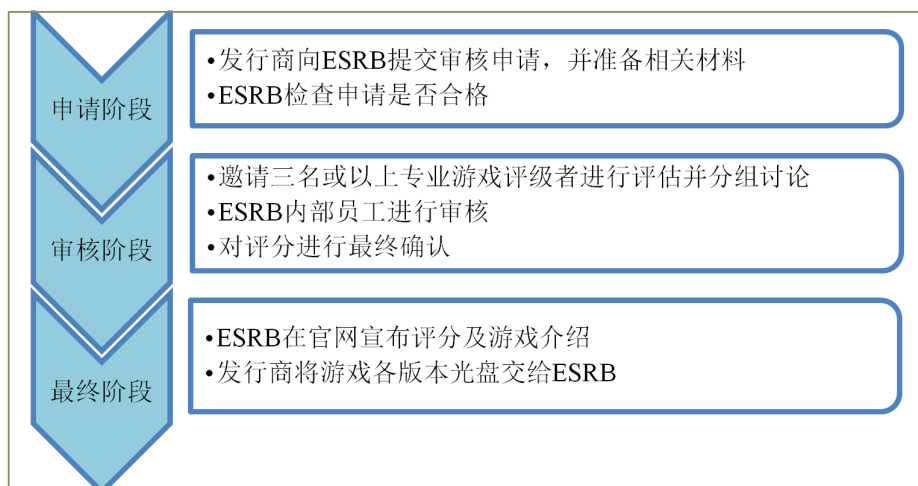 申请阶段
•发行商向ESRB提交审核申请，并准备相关材料
•ESRB检查申请是否合格
审核阶段
•邀请三名或以上专业游戏评级者进行评估并分组讨论
•ESRB内部员工进行审核
•对评分进行最终确认
最终阶段
•ESRB在官网宣布评分及游戏介绍
•发行商将游戏各版本光盘交给ESRB